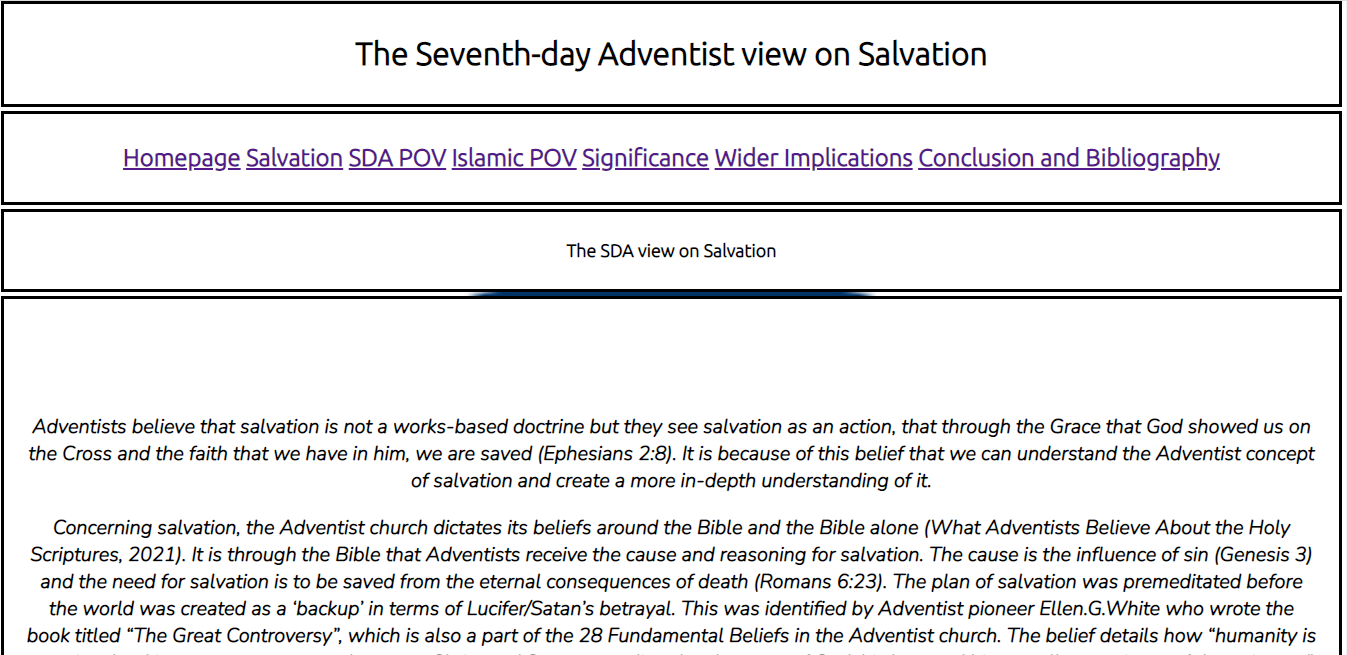 The Seventh-day Adventist view on Salvation
Homepage Salvation SDA POV Islamic POV Significance Wider Implications Conclusion and Bibliography
The SDA view on Salvation
Adventists believe that salvation is not a works-based doctrine but they see salvation as an action, that through the Grace that God showed us on
the Cross and the faith that we have in him, we are saved (Ephesians 2:8). It is because of this belief that we can understand the Adventist concept
of salvation and create a more in-depth understanding of it.
Concerning salvation, the Adventist church dictates its beliefs around the Bible and the Bible alone (What Adventists Believe About the Holy
Scriptures, 2021). It is through the Bible that Adventists receive the cause and reasoning for salvation. The cause is the influence of sin (Genesis 3)
and the need for salvation is to be saved from the eternal consequences of death (Romans 6:23). The plan of salvation was premeditated before
the world was created as a ‘backup’ in terms of Lucifer/Satan’s betrayal. This was identified by Adventist pioneer Ellen.G.White who wrote the
book titled “The Great Controversy”, which is also a part of the 28 Fundamental Beliefs in the Adventist church. The belief details how “humanity is